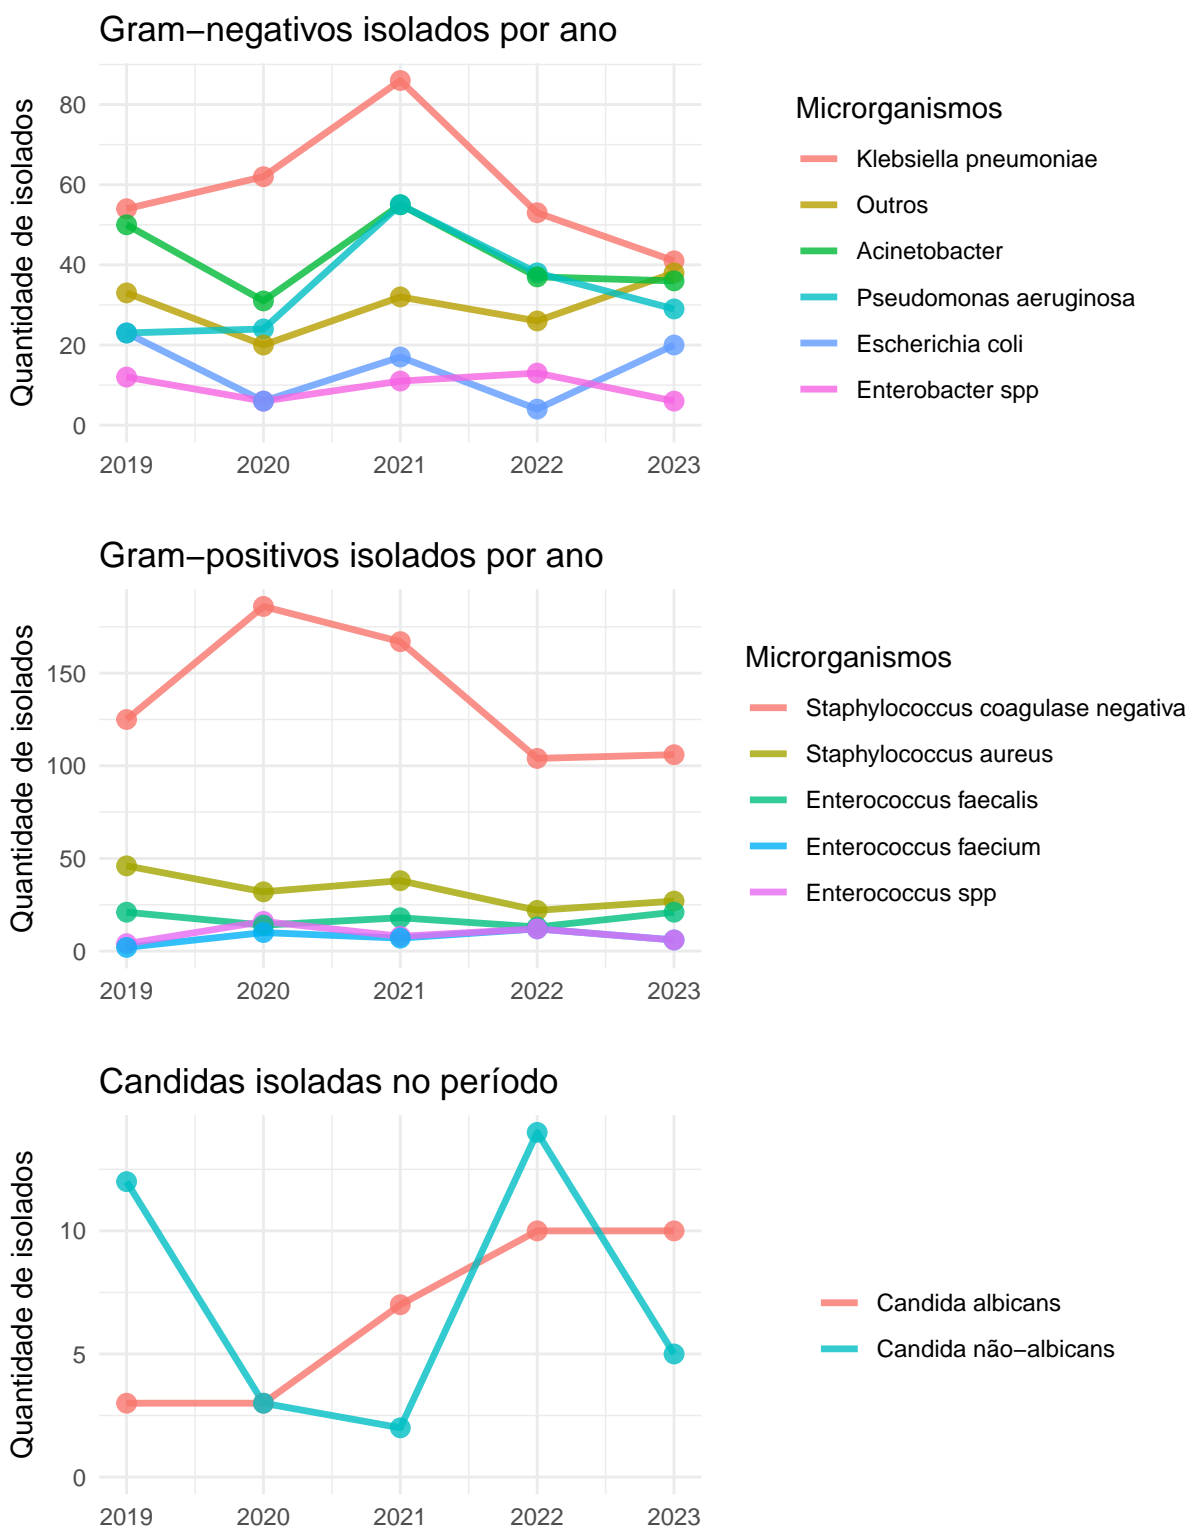 Gram−negativos isolados por ano
Quantidade de isolados
80
60
40
20
0
2019 2020 2021 2022 2023
Microrganismos
Klebsiella pneumoniae
Outros
Acinetobacter
Pseudomonas aeruginosa
Escherichia coli
Enterobacter spp
Gram−positivos isolados por ano
Quantidade de isolados
150
100
50
0
2019 2020 2021 2022 2023
Microrganismos
Staphylococcus coagulase negativa
Staphylococcus aureus
Enterococcus faecalis
Enterococcus faecium
Enterococcus spp
Candidas isoladas no período
Quantidade de isolados
10
5
0
2019 2020 2021 2022 2023
Candida albicans
Candida não−albicans